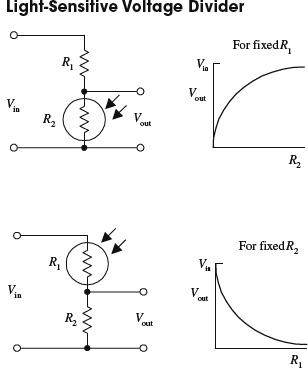 Light-Sensitive Voltage Divider
R1
Vin
R2
Vout
For fixed R1
Vin
Vout
R2
R1
Vin
R2
Vout
For fixed R2
Vin
Vout
R1